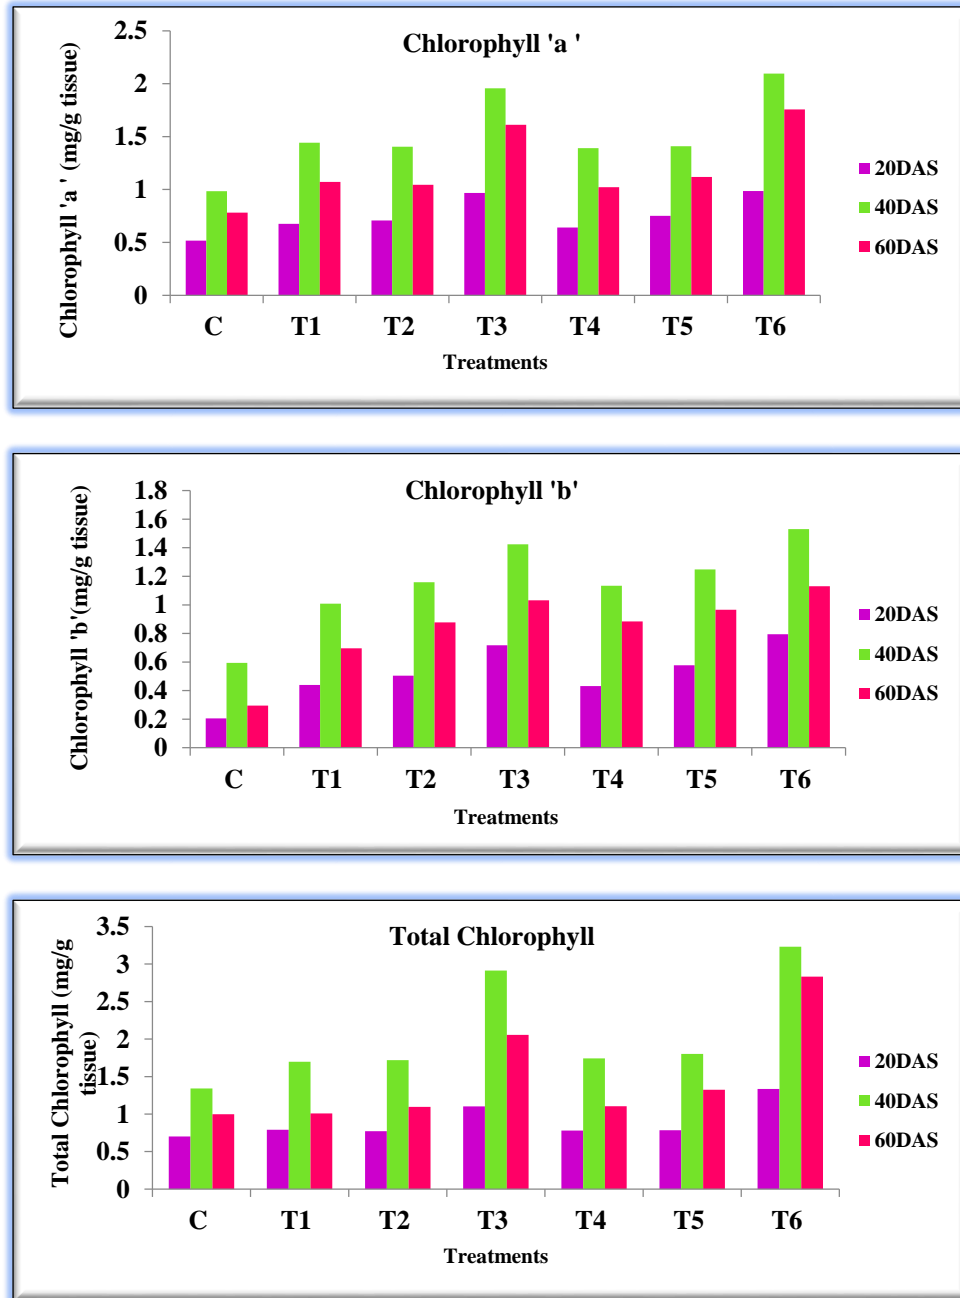 Chlorophyll 'a '
Chlorophyll 'a ' (mg/g tissue)
2.5
2
1.5
1
0.5
0
C T1 T2 T3 T4 T5 T6
Treatments
20DAS
40DAS
60DAS
Chlorophyll 'b'
Chlorophyll 'b'(mg/g tissue)
1.8
1.6
1.4
1.2
1
0.8
0.6
0.4
0.2
0
C T1 T2 T3 T4 T5 T6
Treatments
20DAS
40DAS
60DAS
Total Chlorophyll
Total Chlorophyll (mg/g
tissue)
3.5
3
2.5
2
1.5
1
0.5
0
C T1 T2 T3 T4 T5 T6
Treatments
20DAS
40DAS
60DAS